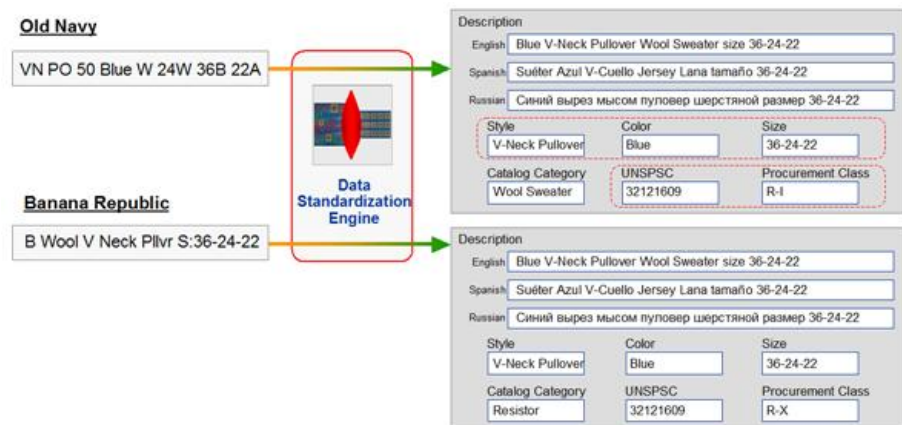 Old Navy
VN PO 50 Blue W 24W 36B 22A
Data
Standardization
Engine
Banana Republic
B Wool V Neck Pllvr S:36-24-22
Description
English Blue V-Neck Pullover Wool Sweater size 36-24-22
Spanish Suéter Azul V-Cuello Jersey Lana tamaño 36-24-22
Russian Синий вырез мысом пуловер шерстяной размер 36-24-22
Style Color Size
V-Neck Pullover Blue 36-24-22
Catalog Category UNSPSC Procurement Class
Wool Sweater 32121609 R-I
Description
English Blue V-Neck Pullover Wool Sweater size 36-24-22
Spanish Suéter Azul V-Cuello Jersey Lana tamaño 36-24-22
Russian Синий вырез мысом пуловер шерстяной размер 36-24-22
Style Color Size
V-Neck Pullover Blue 36-24-22
Catalog Category UNSPSC Procurement Class
Resistor 32121609 R-X